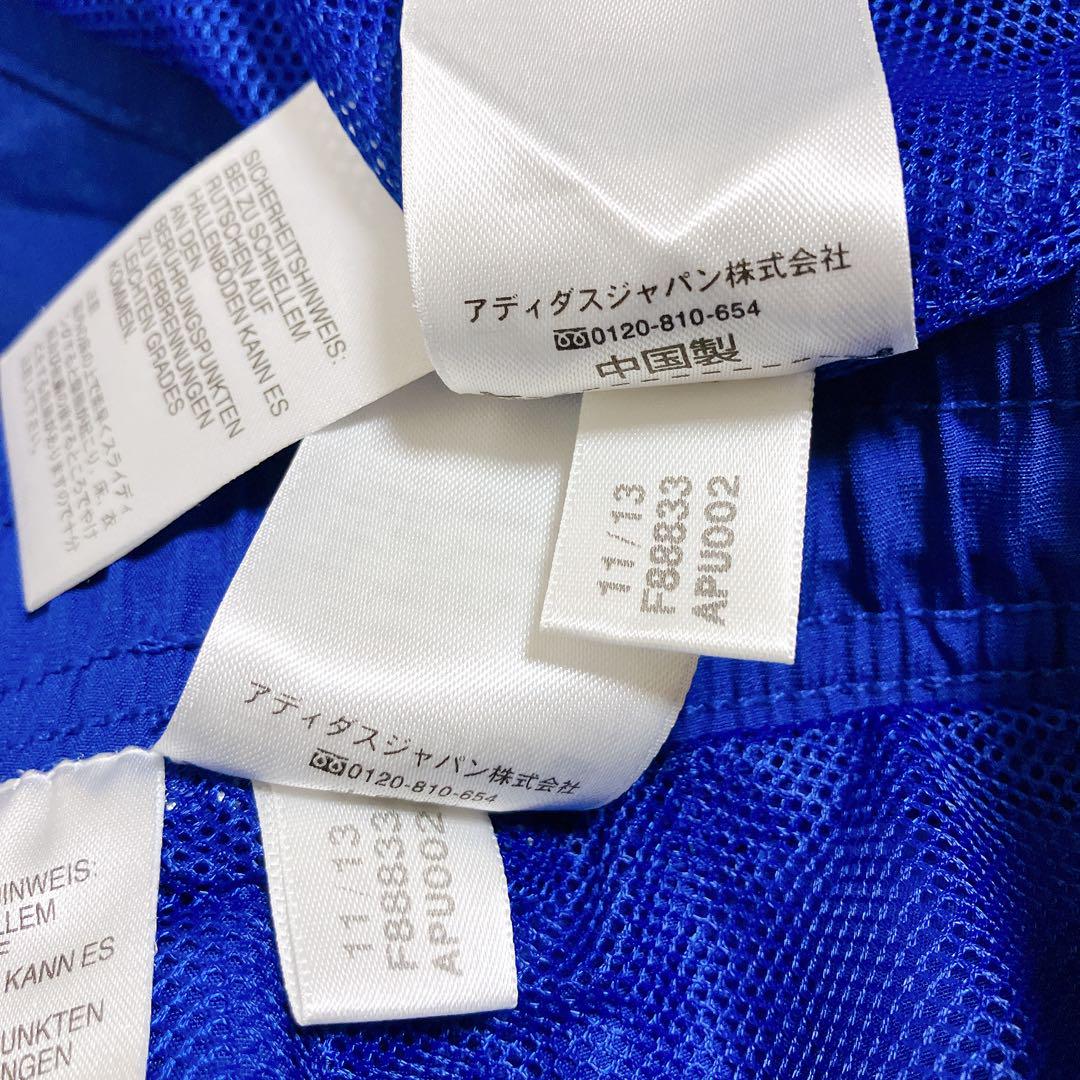 SICHERHEITSHINWEIS:
BEI ZU SCHNELLEM
RUTSCHEN AUF
HALLENBÖDEN KANN ES
AN DEN
BERÜHRUNGSPUNKTEN
ZU VERBRENNUNGEN
LEICHTEN GRADES
KOMMEN.
アディダスジャパン株式会社
0120-810-654
中国製
11/13
F88833
APU002
アディダスジャパン株式会社
0120-810-654
11/13
F88833
APU002
HINWEIS:
LLEM
KANN ES
PUNKTEN
UNGEN